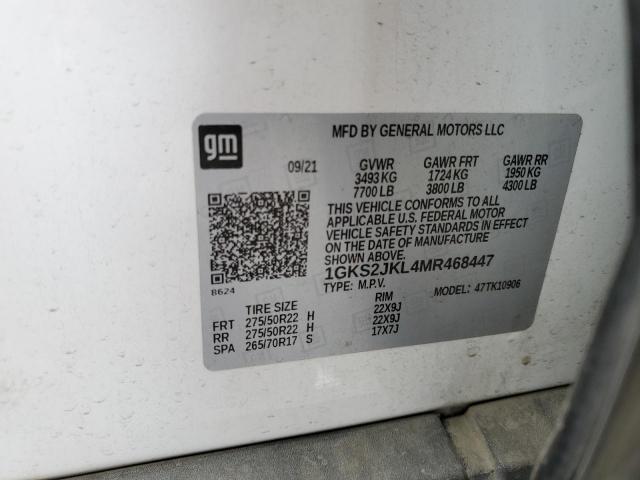 gm
MFD BY GENERAL MOTORS LLC
09/21 GVWR GAWR FRT GAWR RR
3493 KG 1724 KG 1950 KG
7700 LB 3800 LB 4300 LB
THIS VEHICLE CONFORMS TO ALL
APPLICABLE U.S. FEDERAL MOTOR
VEHICLE SAFETY STANDARDS IN EFFECT
ON THE DATE OF MANUFACTURE
SHOWN ABOVE.
1GKS2JKL4MR468447
8624 TYPE: M.P.V. MODEL: 47TK10906
TIRE SIZE RIM
FRT 275/50R22 H 22X9J
RR 275/50R22 H 22X9J
SPA 265/70R17 S 17X7J